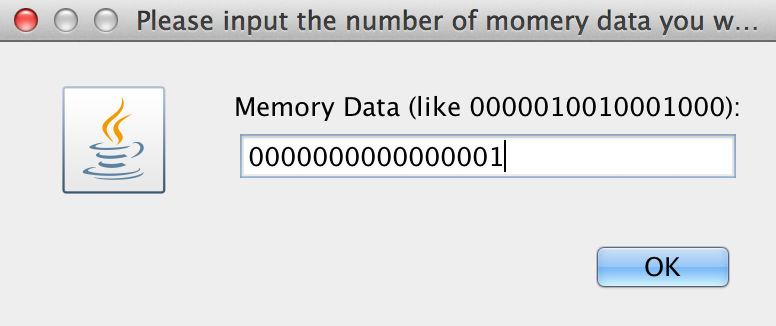 Please input the number of momery data you w...
Memory Data (like 0000010010001000):
0000000000000001
OK